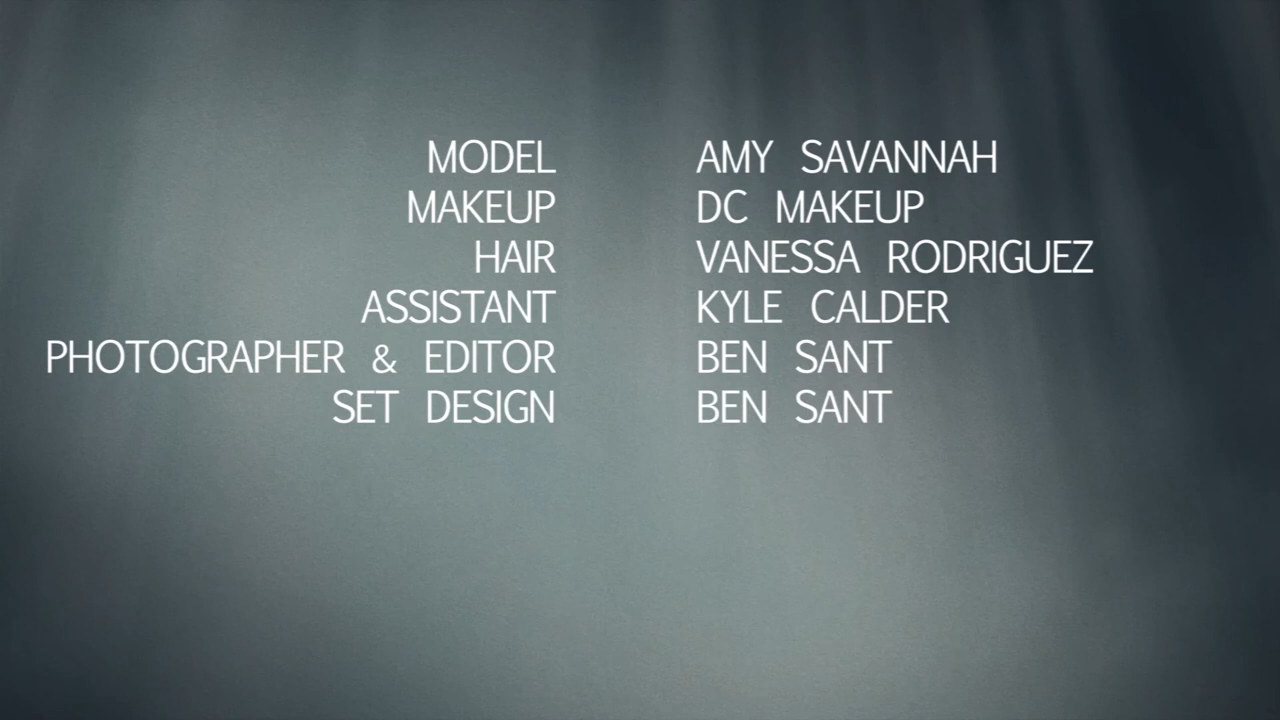 MODEL AMY SAVANNAH
MAKEUP DC MAKEUP
HAIR VANESSA RODRIGUEZ
ASSISTANT KYLE CALDER
PHOTOGRAPHER & EDITOR BEN SANT
SET DESIGN BEN SANT